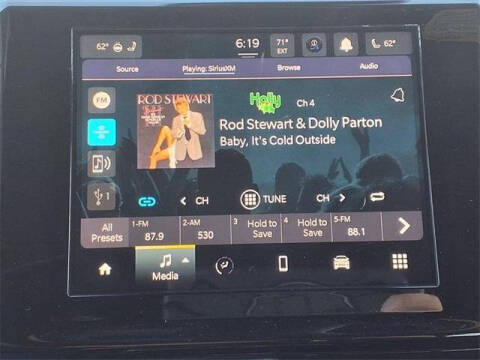 62° 6:19 71° EXT 62°
Source Playing: SiriusXM Browse Audio
FM
ROD STEWART
Holly
Ch 4
Rod Stewart & Dolly Parton
Baby, It's Cold Outside
1
CH TUNE CH
All Presets
1-FM 87.9
2-AM 530
3 Hold to Save
4 Hold to Save
5-FM 88.1
Media